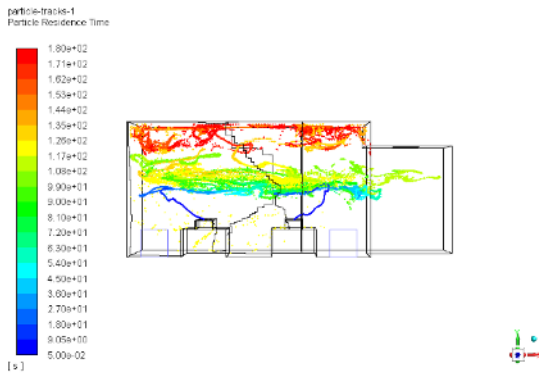 particle-tracks-1
Particle Residence Time
1.80e+02
1.71e+02
1.62e+02
1.53e+02
1.44e+02
1.35e+02
1.26e+02
1.17e+02
1.08e+02
9.90e+01
9.00e+01
8.10e+01
7.20e+01
6.30e+01
5.40e+01
4.50e+01
3.60e+01
2.70e+01
1.80e+01
9.05e+00
5.00e-02
[s]